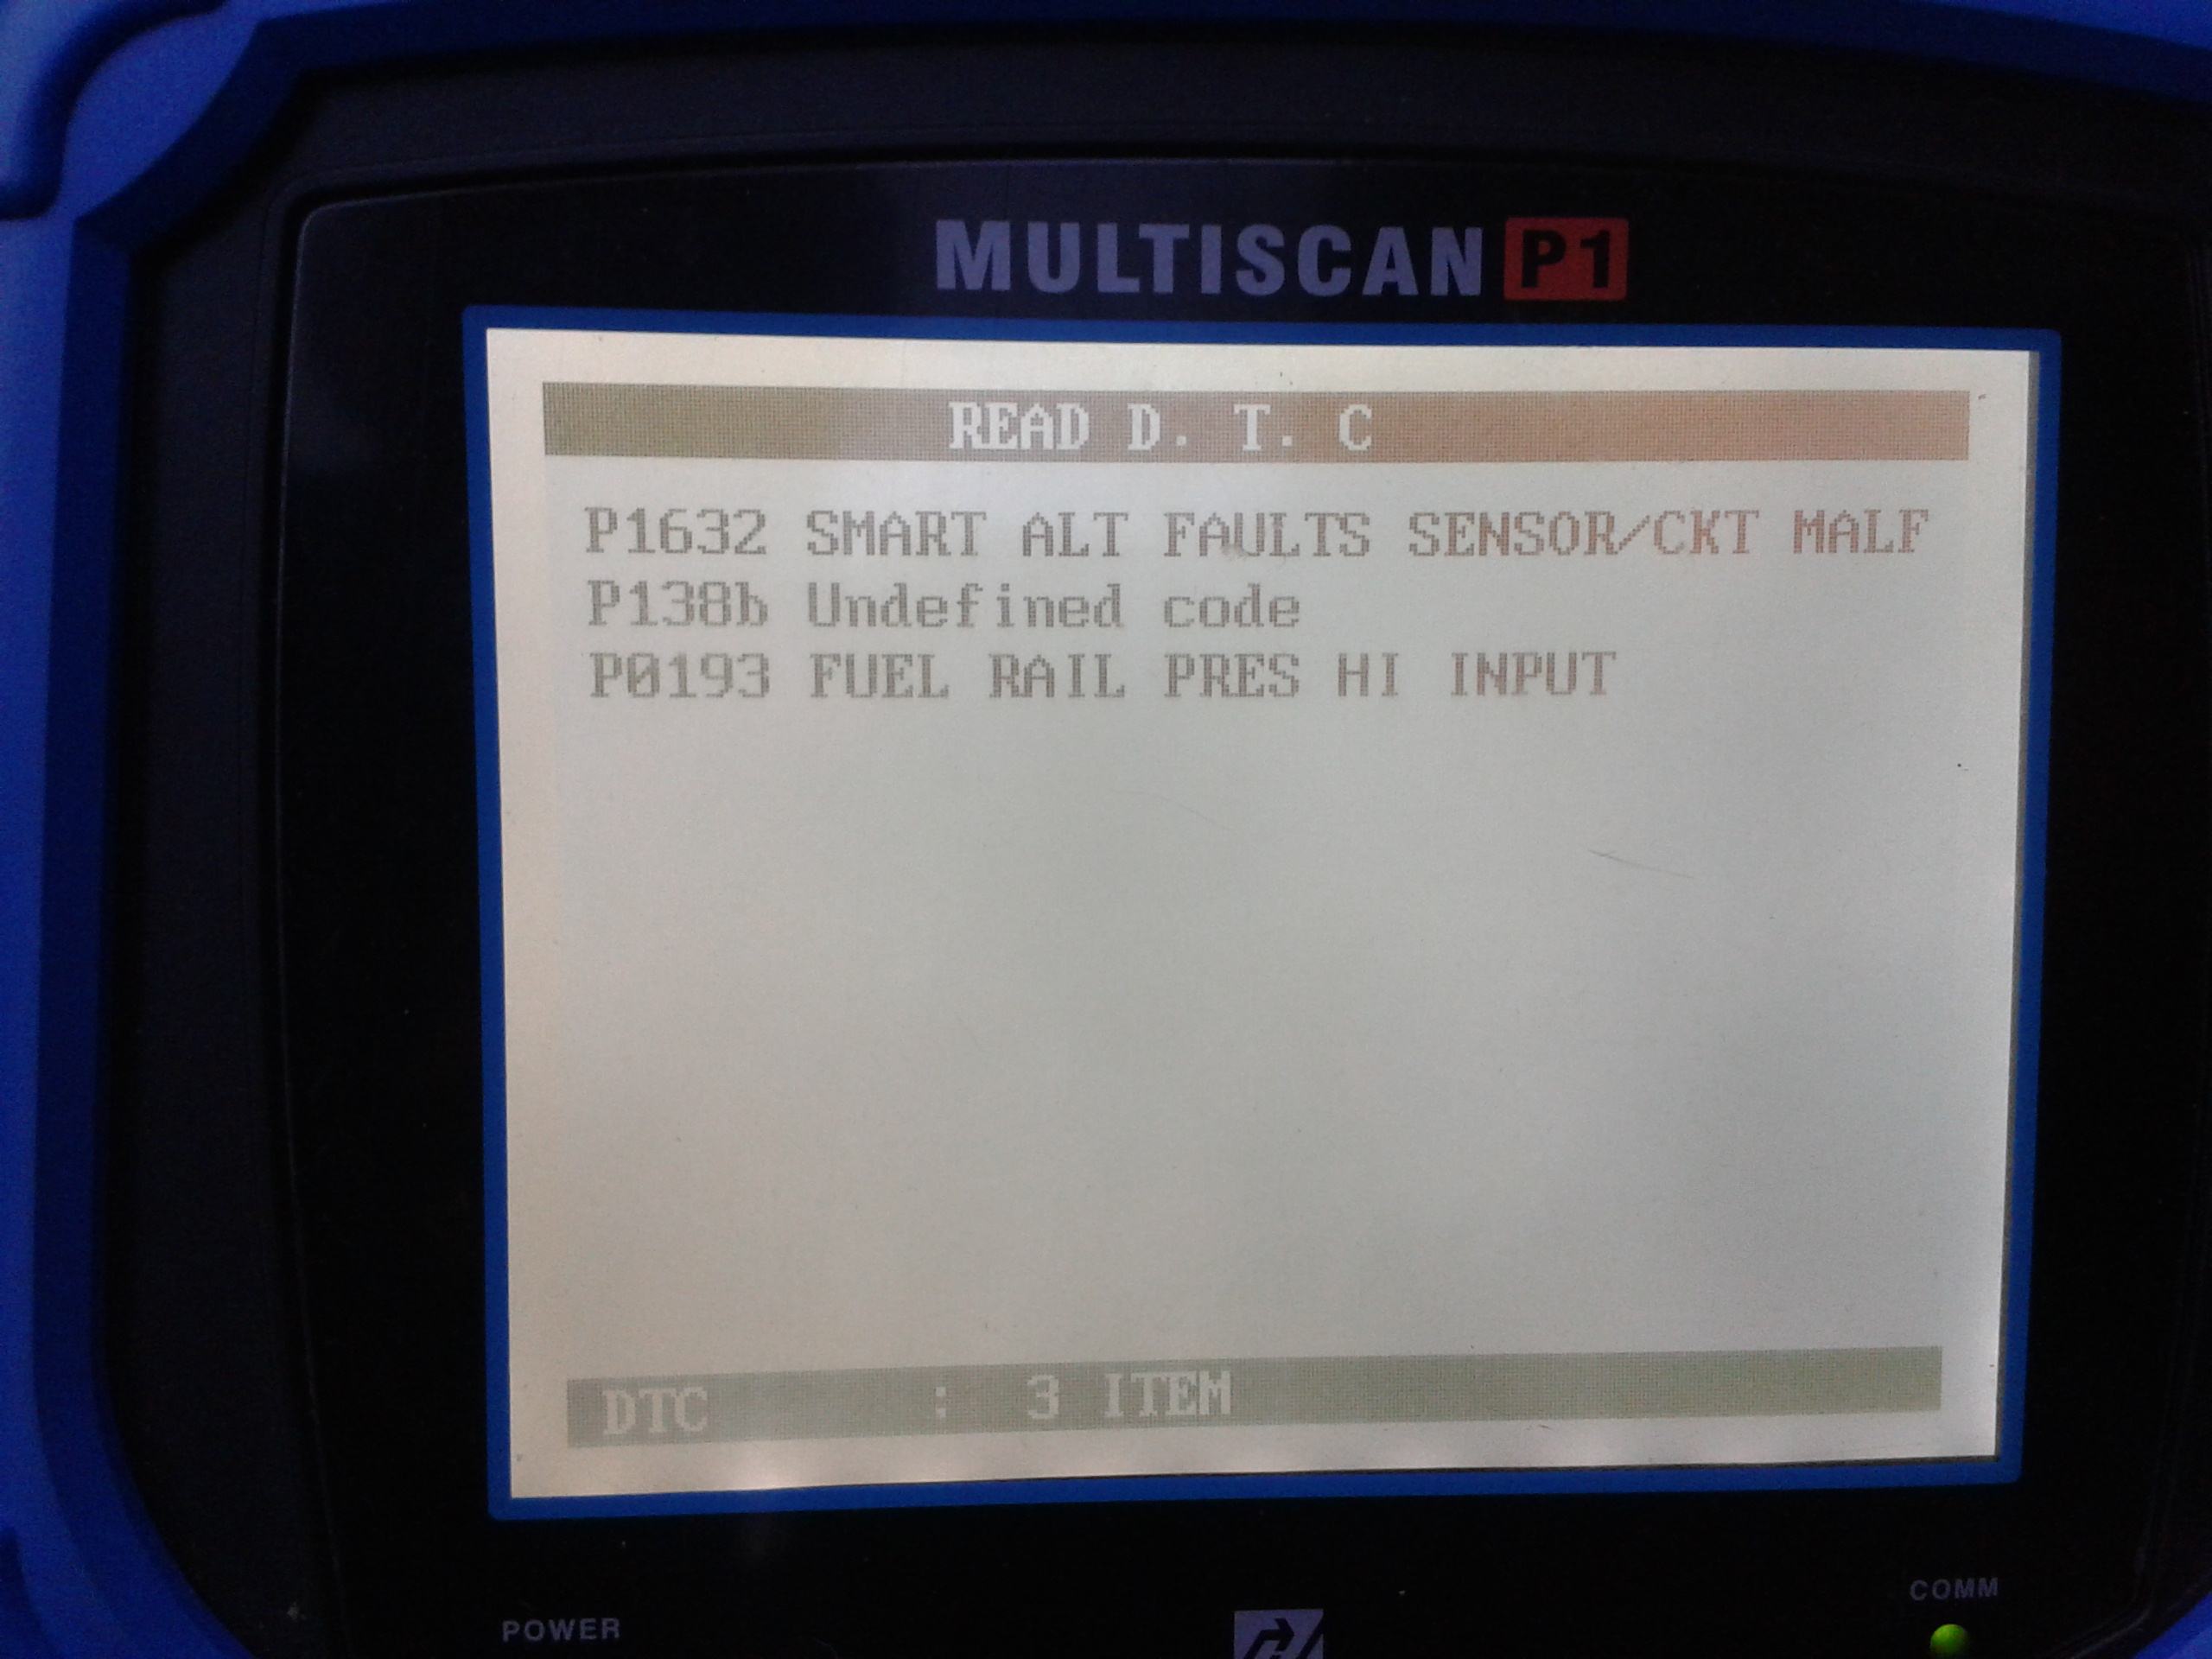 MULTISCAN P1
READ D. T. C
P1632 SMART ALT FAULTS SENSOR/CKT MALF
P138b Undefined code
P0193 FUEL RAIL PRES HI INPUT
DTC : 3 ITEM
POWER
COMM